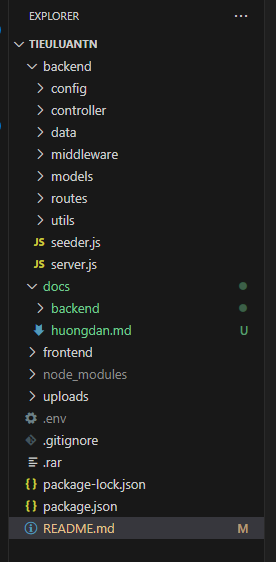 EXPLORER ...
TIEULUANTN
backend
config
controller
data
middleware
models
routes
utils
JS seeder.js
JS server.js
docs
backend
huongdan.md U
frontend
node_modules
uploads
.env
.gitignore
.rar
{} package-lock.json
{} package.json
README.md M